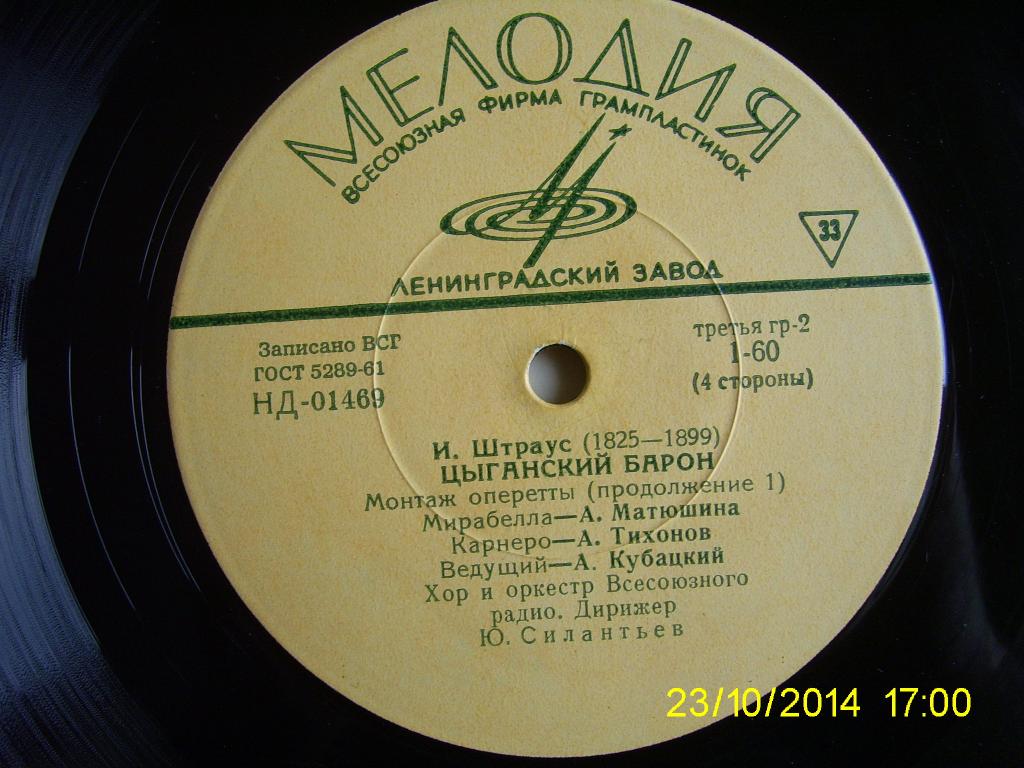 МЕЛОДИЯ
ВСЕСОЮЗНАЯ ФИРМА ГРАМПЛАСТИНОК
33
ЛЕНИНГРАДСКИЙ ЗАВОД
Записано ВСГ
ГОСТ 5289-61
НД-01469
третья гр-2
1-60
(4 стороны)
И. Штраус (1825—1899)
ЦЫГАНСКИЙ БАРОН
Монтаж оперетты (продолжение 1)
Мирабелла—А. Матюшина
Карнеро—А. Тихонов
Ведущий—А. Кубацкий
Хор и оркестр Всесоюзного
радио. Дирижер
Ю. Силантьев
23/10/2014 17:00